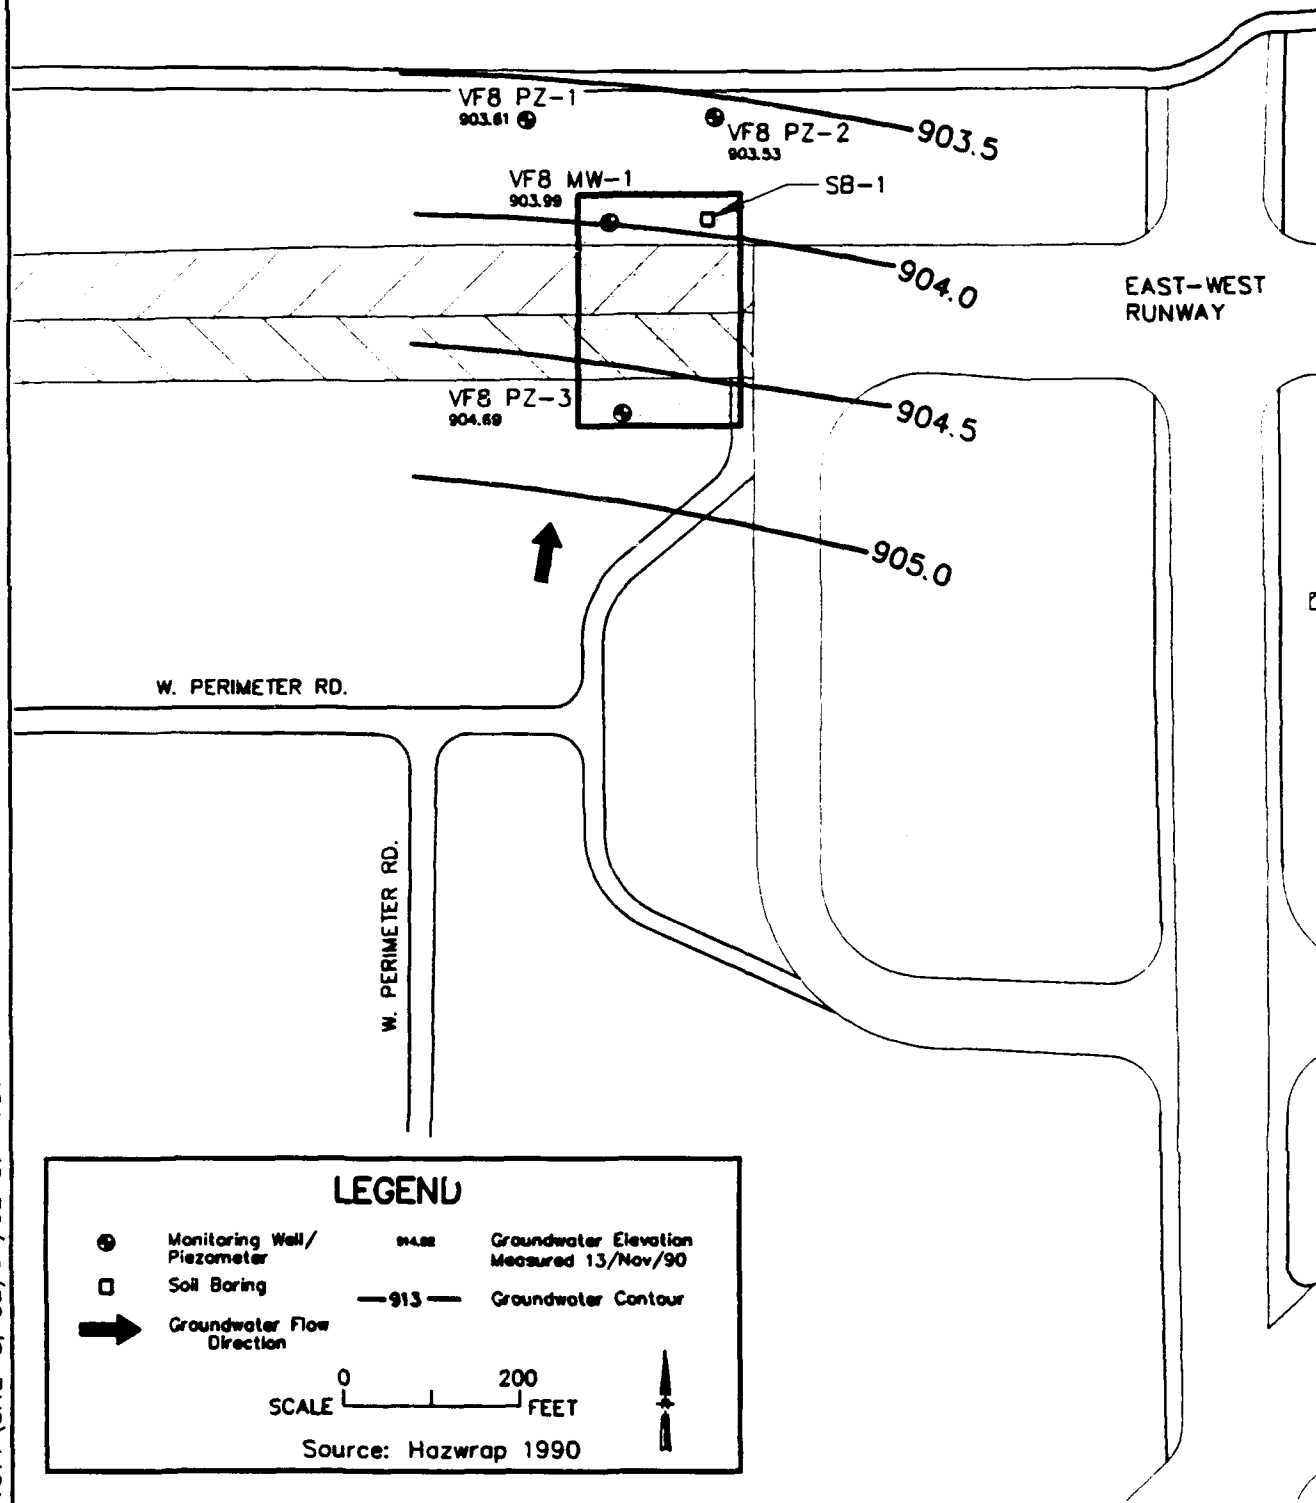 VF8 PZ-1
903.61
VF8 PZ-2
903.53
903.5
VF8 MW-1
903.99
SB-1
904.0
EAST-WEST
RUNWAY
VF8 PZ-3
904.69
904.5
905.0
W. PERIMETER RD.
W. PERIMETER RD.
LEGEND
Monitoring Well/
Piezometer
Groundwater Elevation
Measured 13/Nov/90
Soil Boring
913
Groundwater Contour
Groundwater Flow
Direction
0 200
SCALE FEET
Source: Hazwrap 1990